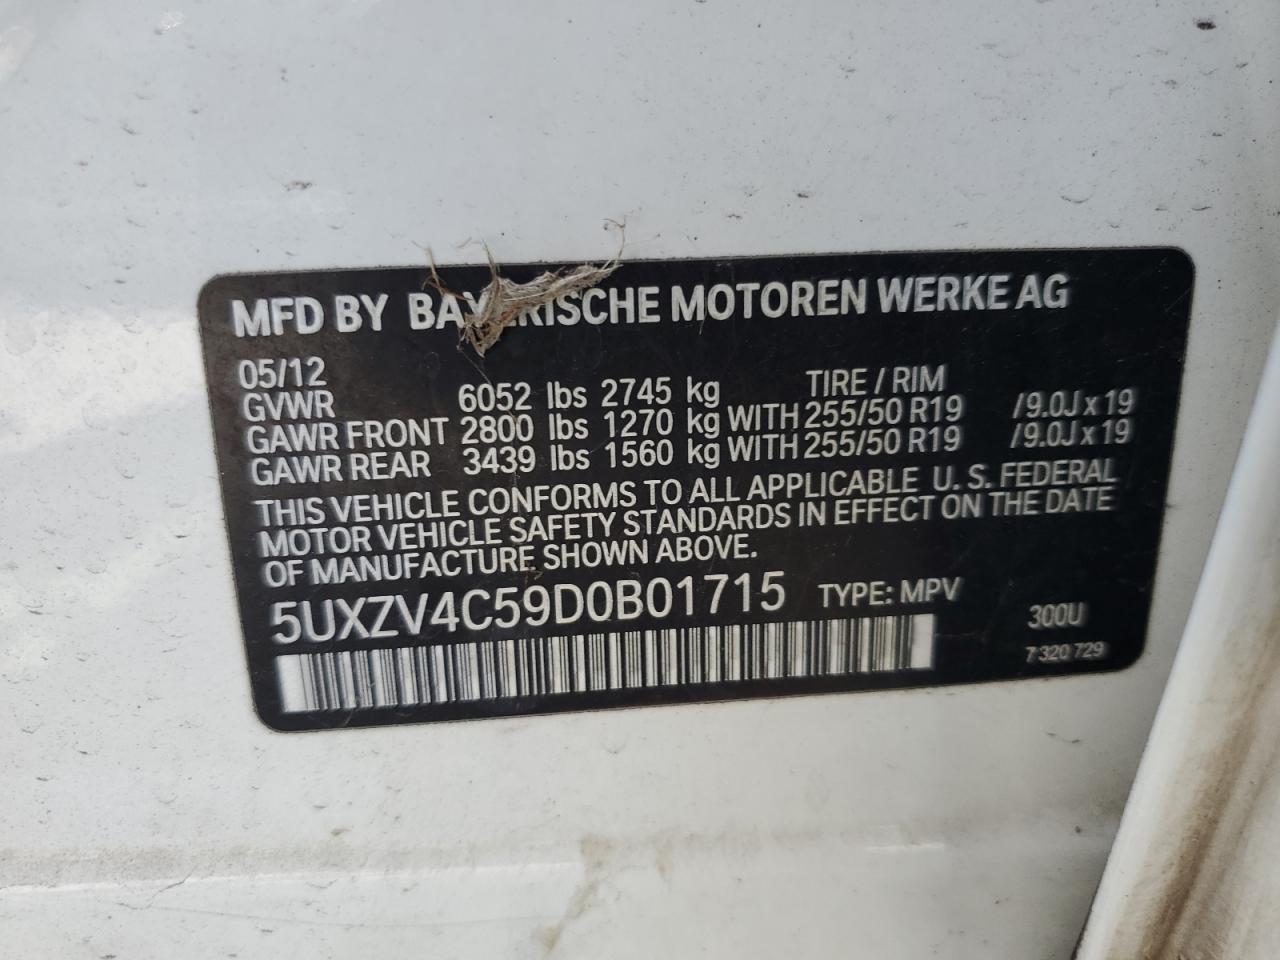 MFD BY BAYERISCHE MOTOREN WERKE AG
05/12 TIRE / RIM
GVWR 6052 lbs 2745 kg
GAWR FRONT 2800 lbs 1270 kg WITH 255/50 R19 /9.0J x 19
GAWR REAR 3439 lbs 1560 kg WITH 255/50 R19 /9.0J x 19
THIS VEHICLE CONFORMS TO ALL APPLICABLE U. S. FEDERAL
MOTOR VEHICLE SAFETY STANDARDS IN EFFECT ON THE DATE
OF MANUFACTURE SHOWN ABOVE.
5UXZV4C59D0B01715 TYPE: MPV
300U
7 320 729